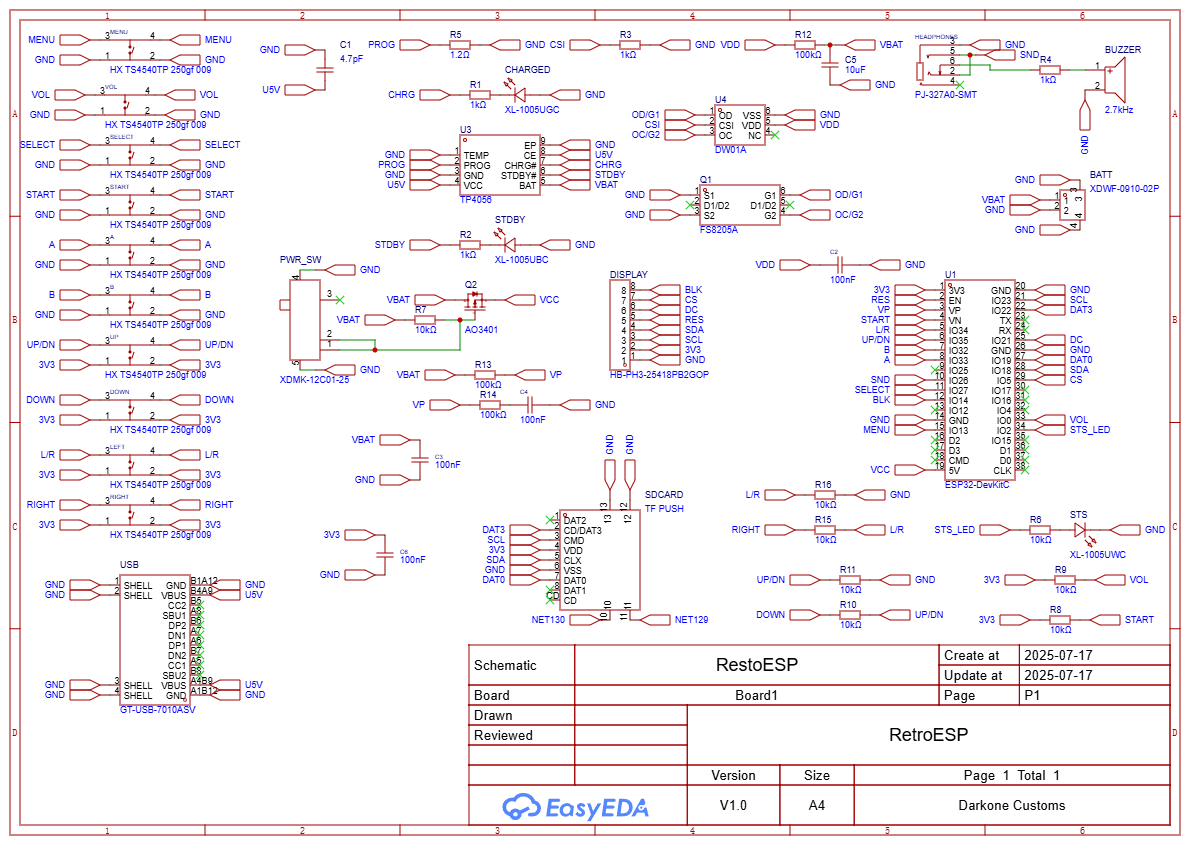 1 2 3 4 5 6
A B C D
MENU 3 MENU 4 MENU
GND 1 2 GND
HX TS4540TP 250gf 009
VOL 3 VOL 4 VOL
GND 1 2 GND
HX TS4540TP 250gf 009
SELECT 3 SELECT 4 SELECT
GND 1 2 GND
HX TS4540TP 250gf 009
START 3 START 4 START
GND 1 2 GND
HX TS4540TP 250gf 009
A 3 A 4 A
GND 1 2 GND
HX TS4540TP 250gf 009
B 3 B 4 B
GND 1 2 GND
HX TS4540TP 250gf 009
UP/DN 3 UP 4 UP/DN
3V3 1 2 3V3
HX TS4540TP 250gf 009
DOWN 3 DOWN 4 DOWN
3V3 1 2 3V3
HX TS4540TP 250gf 009
L/R 3 LEFT 4 L/R
3V3 1 2 3V3
HX TS4540TP 250gf 009
RIGHT 3 RIGHT 4 RIGHT
3V3 1 2 3V3
HX TS4540TP 250gf 009
USB
GND 1 SHELL GND B1A12 GND
GND 2 SHELL VBUS B4A9 U5V
CC2 B5
SBU1 A8
DP2 B6
DN1 A7
DP1 A6
DN2 B7
CC1 A5
SBU2 B8
GND 3 SHELL VBUS A4B9 U5V
GND 4 SHELL GND A1B12 GND
GT-USB-7010ASV
GND C1
4.7pF
U5V
PROG R5 GND
1.2Ω
CSI R3 GND
1kΩ
VDD R12 VBAT
100kΩ
C5
10uF
GND
HEADPHONES
3 GND
5 SND
6
2
4
PJ-327A0-SMT
R4
1kΩ
BUZZER
1
2
2.7kHz
GND
CHARGED
CHRG R1 GND
1kΩ
XL-1005UGC
U4
OD/G1 1 OD VSS 6 GND
CSI 2 CSI VDD 5 VDD
OC/G2 3 OC NC 4
DW01A
U3
EP 9 GND
GND 1 TEMP CE 8 U5V
PROG 2 PROG CHRG# 7 CHRG
GND 3 GND STDBY# 6 STDBY
U5V 4 VCC BAT 5 VBAT
TP4056
Q1
GND 1 S1 G1 6 OD/G1
2 D1/D2 D1/D2 5
GND 3 S2 G2 4 OC/G2
FS8205A
BATT
XDWF-0910-02P
GND 3
VBAT 1 1 3
GND 2 2 4
GND 4
STDBY
STDBY R2 GND
1kΩ
XL-1005UBC
PWR_SW
4 GND
3
2
1
5 GND
XDMK-12C01-25
Q2
VBAT VCC
R7
VBAT 10kΩ AO3401
VBAT R13 VP
100kΩ
VP R14 C4 GND
100kΩ 100nF
VDD C2 GND
100nF
DISPLAY
8 8 BLK
7 7 CS
6 6 DC
5 5 RES
4 4 SDA
3 3 SCL
2 2 3V3
1 1 GND
HB-PH3-25418PB2GOP
U1
3V3 1 3V3 GND 20 GND
RES 2 EN IO23 21 SCL
VP 3 VP IO22 22 DAT3
START 4 VN TX 23
L/R 5 IO34 RX 24
UP/DN 6 IO35 IO21 25 DC
B 7 IO32 GND 26 GND
A 8 IO33 IO19 27 DAT0
9 IO25 IO18 28 SDA
SND 10 IO26 IO5 29 CS
SELECT 11 IO27 IO17 30
BLK 12 IO14 IO16 31
13 IO12 IO4 32
GND 14 GND IO0 33 VOL
MENU 15 IO13 IO2 34 STS_LED
16 D2 IO15 35
17 D3 D1 36
18 CMD D0 37
VCC 19 5V CLK 38
ESP32-DevKitC
VBAT
C3
100nF
GND
3V3
C6
100nF
GND
GND GND
SDCARD
TF PUSH
13 12
1 DAT2
DAT3 2 CD/DAT3
SCL 3 CMD
3V3 4 VDD
SDA 5 CLX
GND 6 VSS
DAT0 7 DAT0
8 DAT1
CD CD
10 11
NET130 NET129
L/R R16 GND
10kΩ
RIGHT R15 L/R
10kΩ
STS
STS_LED R6 GND
10kΩ
XL-1005UWC
UP/DN R11 GND
10kΩ
3V3 R9 VOL
10kΩ
DOWN R10 UP/DN
10kΩ
3V3 R8 START
10kΩ
Schematic RestoESP Create at 2025-07-17
Update at 2025-07-17
Board Board1 Page P1
Drawn
Reviewed RetroESP
Version Size Page 1 Total 1
EasyEDA V1.0 A4 Darkone Customs
1 2 3 4 5 6